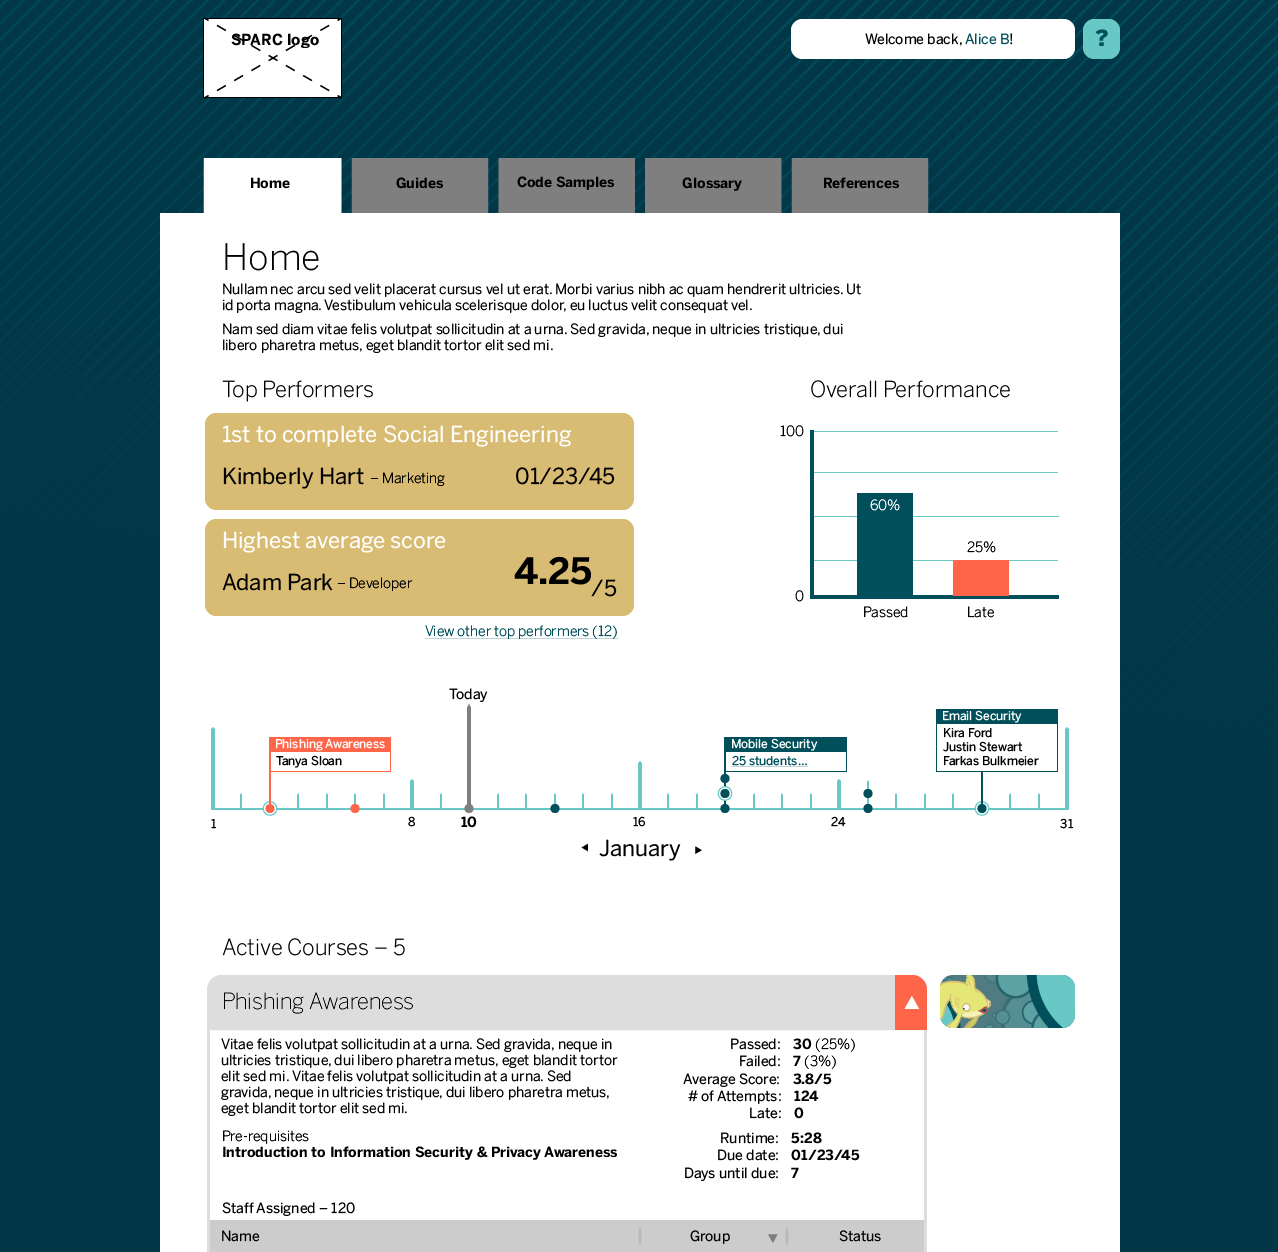 SPARC logo
Welcome back, Alice B!
?
Home
Guides
Code Samples
Glossary
References
Home
Nullam nec arcu sed velit placerat cursus vel ut erat. Morbi varius nibh ac quam hendrerit ultricies. Ut
id porta magna. Vestibulum vehicula scelerisque dolor, eu luctus velit consequat vel.
Nam sed diam vitae felis volutpat sollicitudin at a urna. Sed gravida, neque in ultricies tristique, dui
libero pharetra metus, eget blandit tortor elit sed mi.
Top Performers
1st to complete Social Engineering
Kimberly Hart – Marketing 01/23/45
Highest average score
Adam Park – Developer 4.25/5
View other top performers (12)
Overall Performance
100
60%
25%
0
Passed Late
Today
Phishing Awareness
Tanya Sloan
Mobile Security
25 students...
Email Security
Kira Ford
Justin Stewart
Farkas Bulkmeier
1 8 10 16 24 31
January
Active Courses – 5
Phishing Awareness
Vitae felis volutpat sollicitudin at a urna. Sed gravida, neque in
ultricies tristique, dui libero pharetra metus, eget blandit tortor
elit sed mi. Vitae felis volutpat sollicitudin at a urna. Sed
gravida, neque in ultricies tristique, dui libero pharetra metus,
eget blandit tortor elit sed mi.
Pre-requisites
Introduction to Information Security & Privacy Awareness
Passed: 30 (25%)
Failed: 7 (3%)
Average Score: 3.8/5
# of Attempts: 124
Late: 0
Runtime: 5:28
Due date: 01/23/45
Days until due: 7
Staff Assigned – 120
Name Group Status